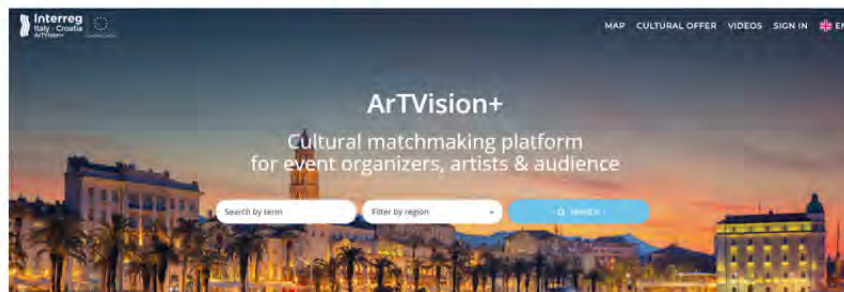 Interreg
Italy - Croatia
ArTVision+
MAP CULTURAL OFFER VIDEOS SIGN IN EN
ArTVision+
Cultural matchmaking platform
for event organizers, artists & audience
Search by term
Filter by region
SEARCH